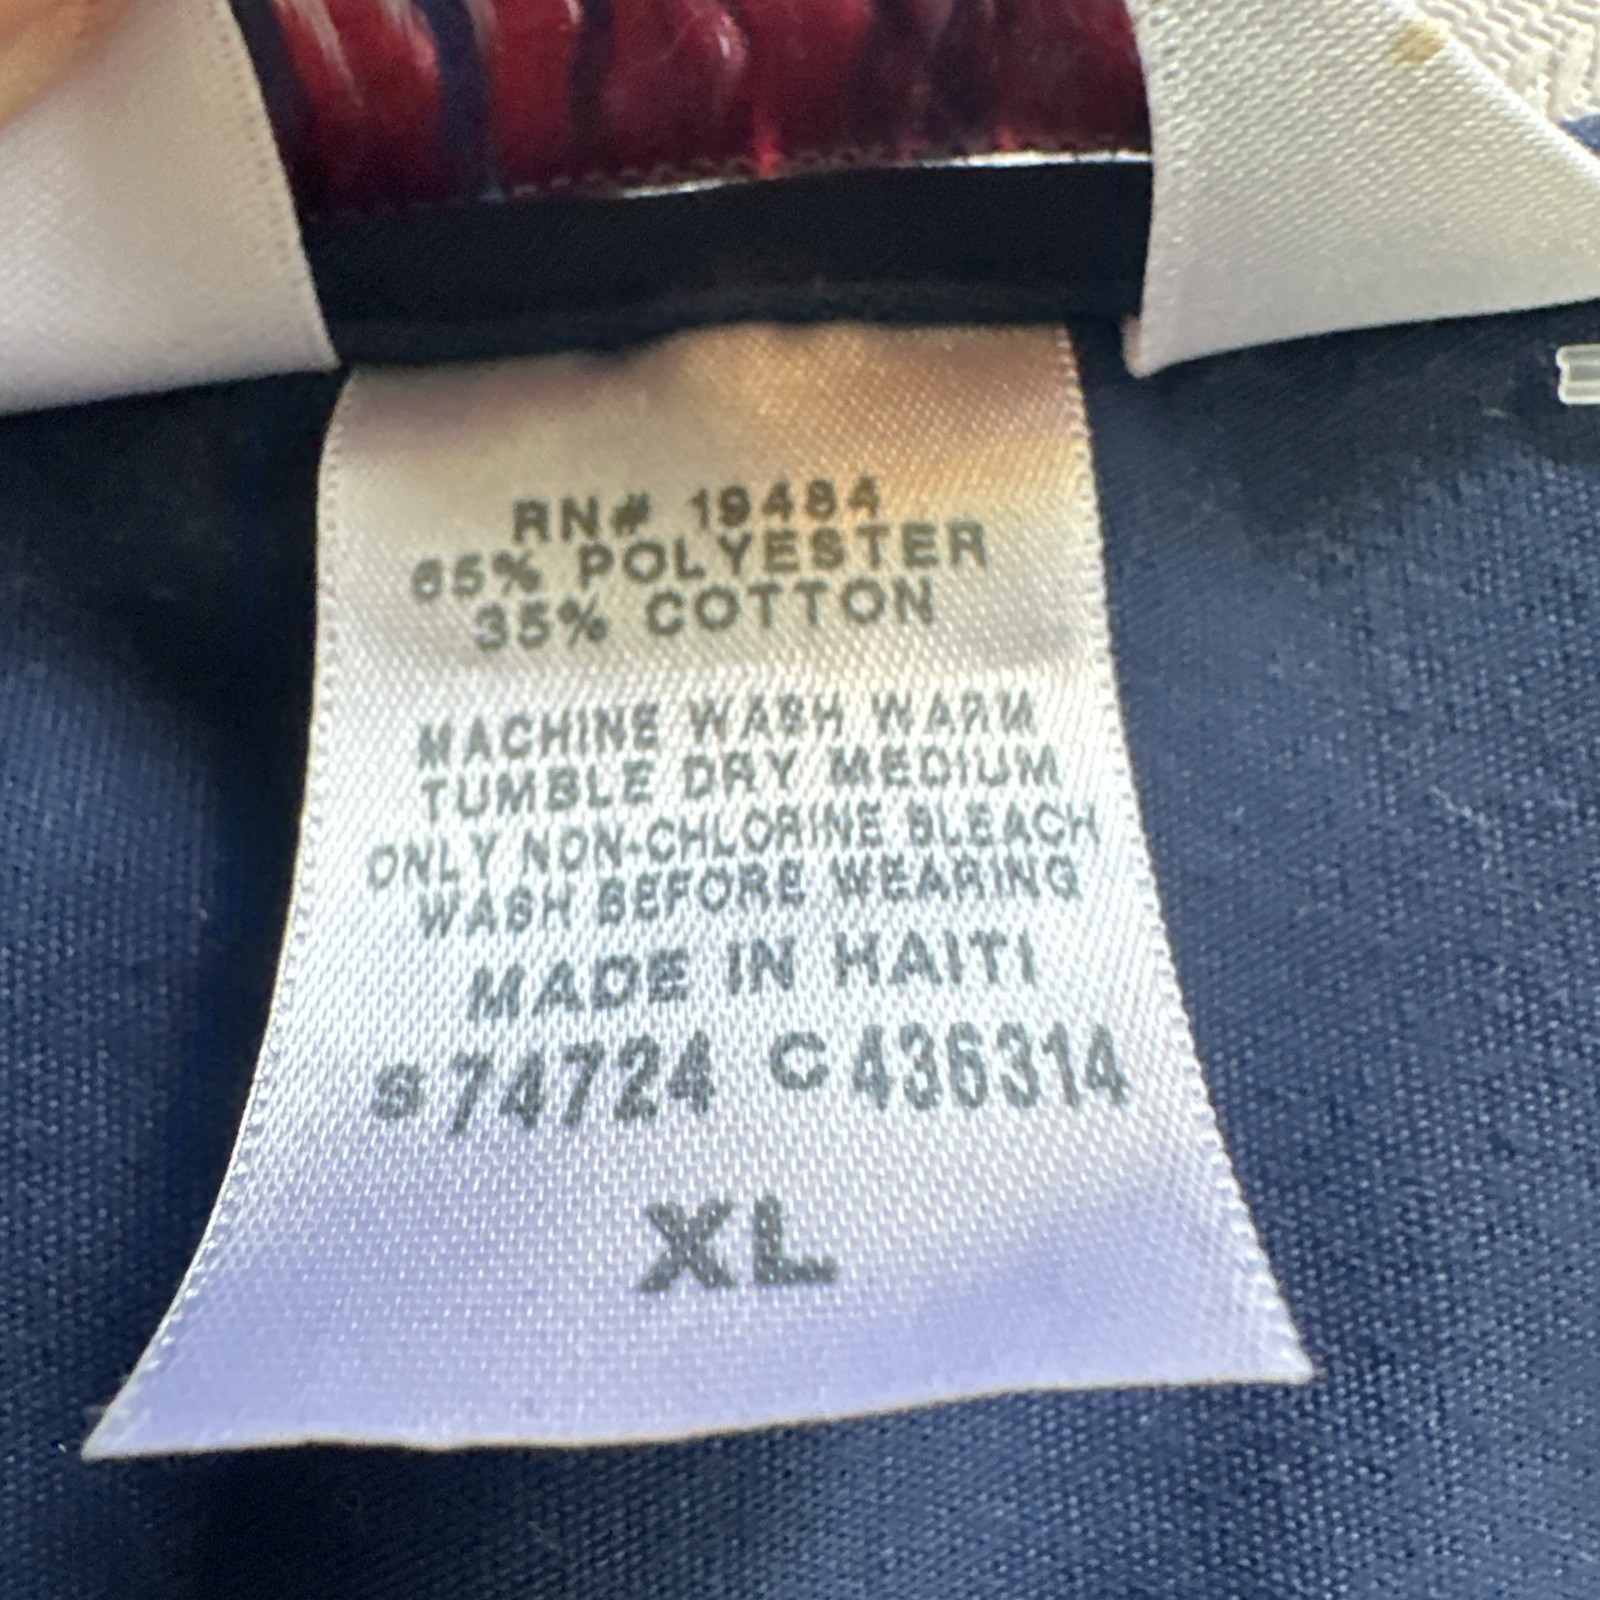 RN# 19484
65% POLYESTER
35% COTTON
MACHINE WASH WARM
TUMBLE DRY MEDIUM
ONLY NON-CHLORINE BLEACH
WASH BEFORE WEARING
MADE IN HAITI
S74724 C436314
XL